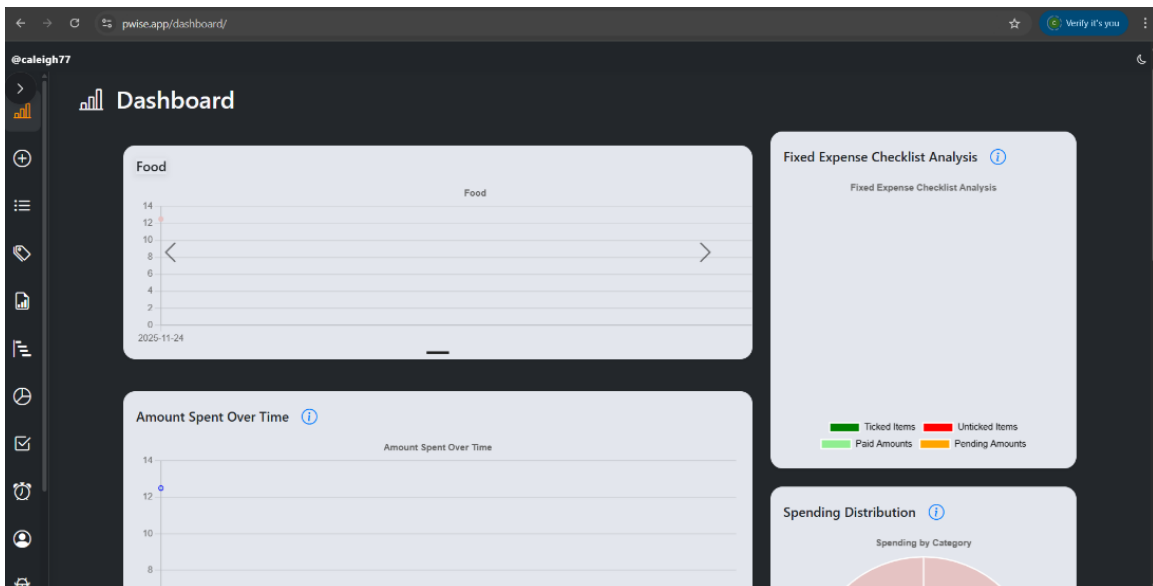 pwise.app/dashboard/
Verify it's you
@caleigh77
Dashboard
Food
Food
14
12
10
8
6
4
2
0
2025-11-24
Fixed Expense Checklist Analysis
Fixed Expense Checklist Analysis
Ticked Items Unticked Items
Paid Amounts Pending Amounts
Amount Spent Over Time
Amount Spent Over Time
14
12
10
8
Spending Distribution
Spending by Category